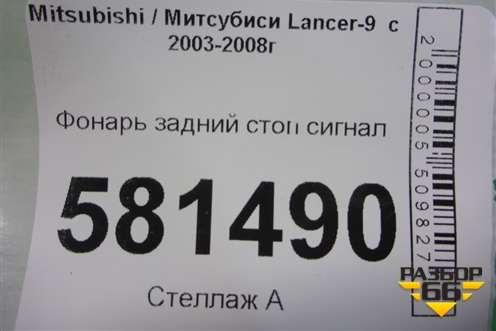 Mitsubishi / Митсубиси Lancer-9 с
2003-2008г
Фонарь задний стоп сигнал
581490
Стеллаж А
2000005509827
РАЗБОР
66